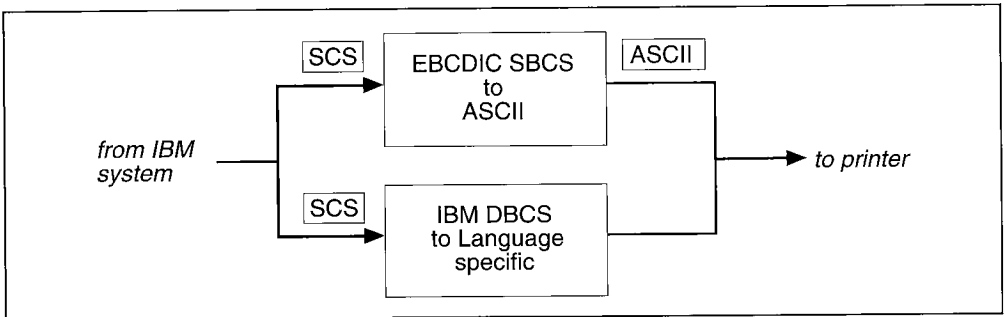 SCS
EBCDIC SBCS
to
ASCII
ASCII
from IBM
system
to printer
SCS
IBM DBCS
to Language
specific